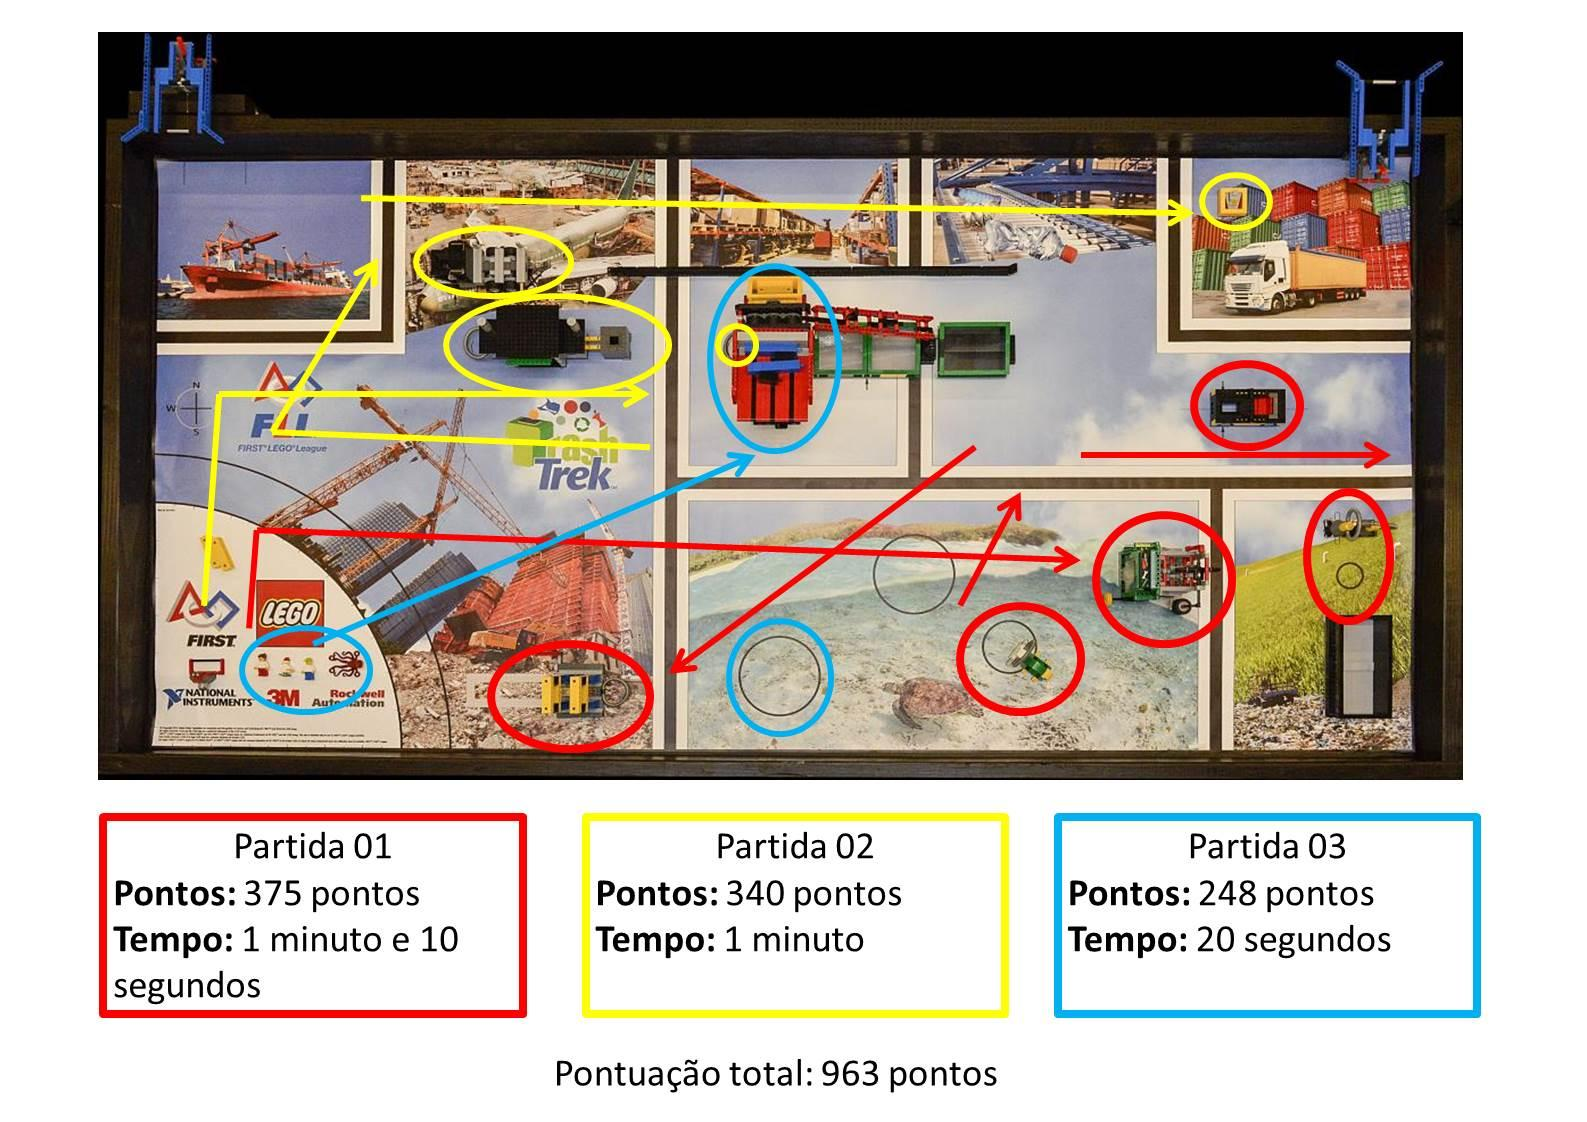 N
W
S
FLL
FIRST LEGO League
Trash
Trek
FIRST
LEGO
NATIONAL
INSTRUMENTS
3M
Rockwell
Automation
Partida 01
Pontos: 375 pontos
Tempo: 1 minuto e 10
segundos
Partida 02
Pontos: 340 pontos
Tempo: 1 minuto
Partida 03
Pontos: 248 pontos
Tempo: 20 segundos
Pontuação total: 963 pontos